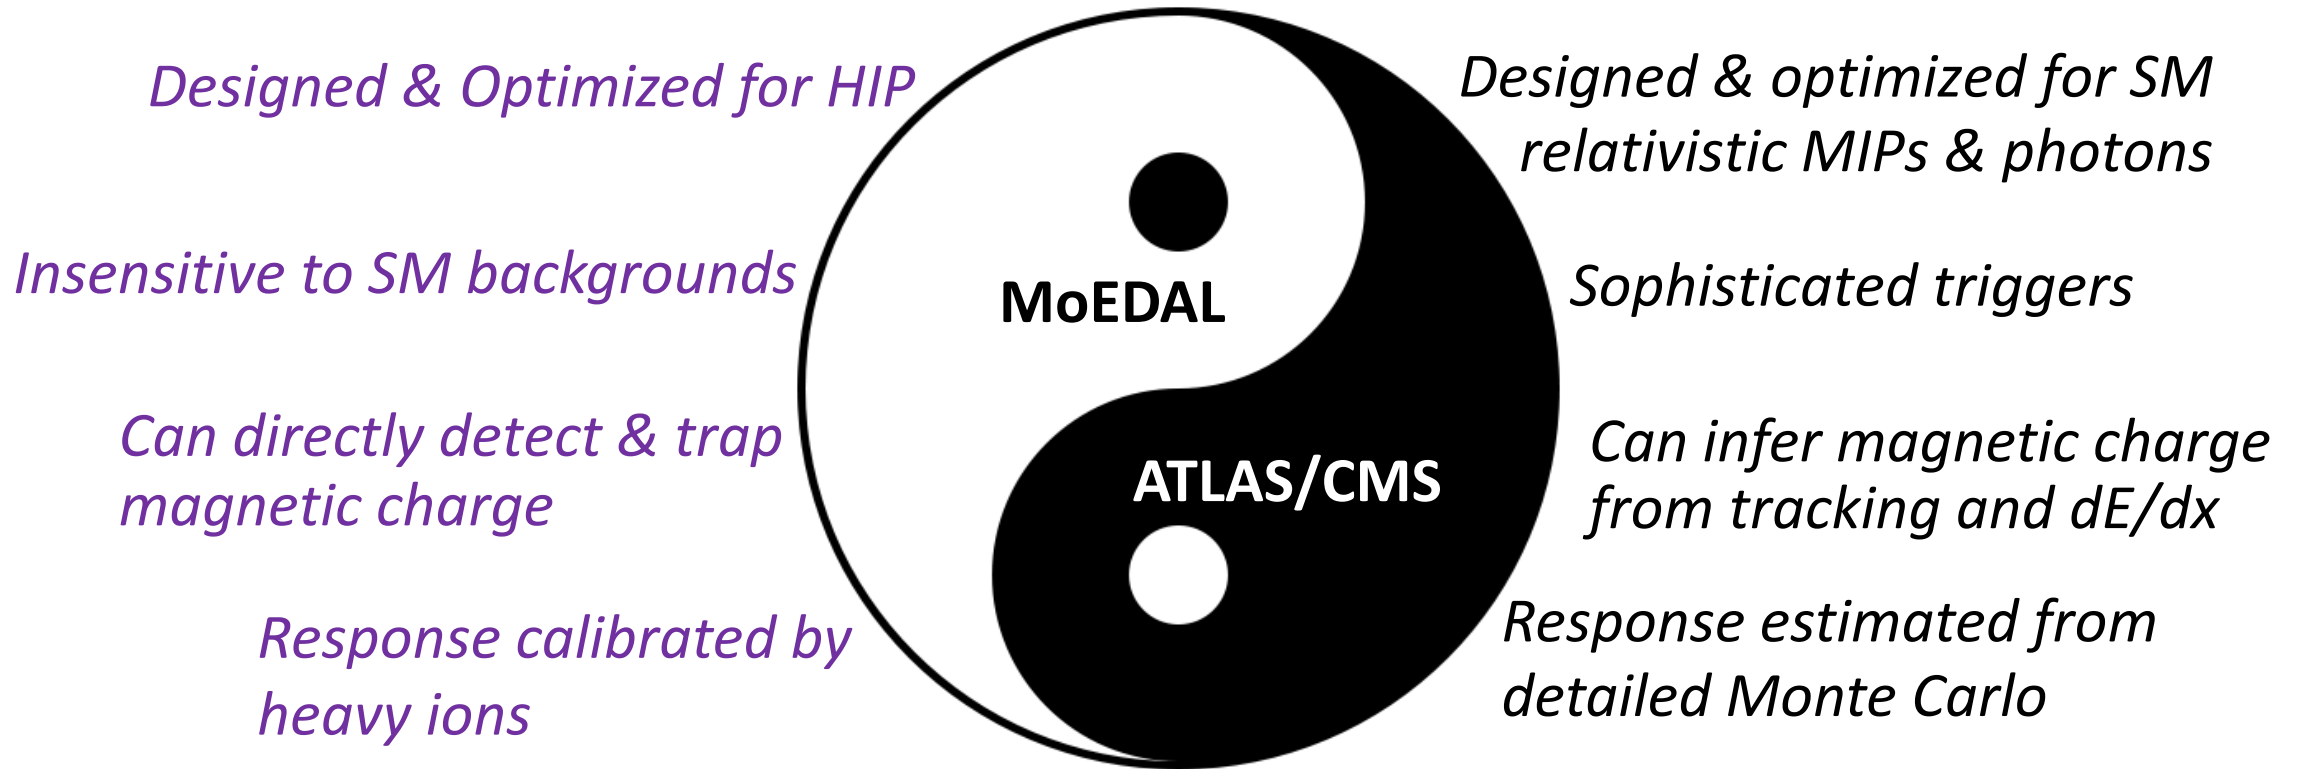 Designed & Optimized for HIP
Insensitive to SM backgrounds
Can directly detect & trap
magnetic charge
Response calibrated by
heavy ions
MoEDAL
ATLAS/CMS
Designed & optimized for SM
relativistic MIPs & photons
Sophisticated triggers
Can infer magnetic charge
from tracking and dE/dx
Response estimated from
detailed Monte Carlo